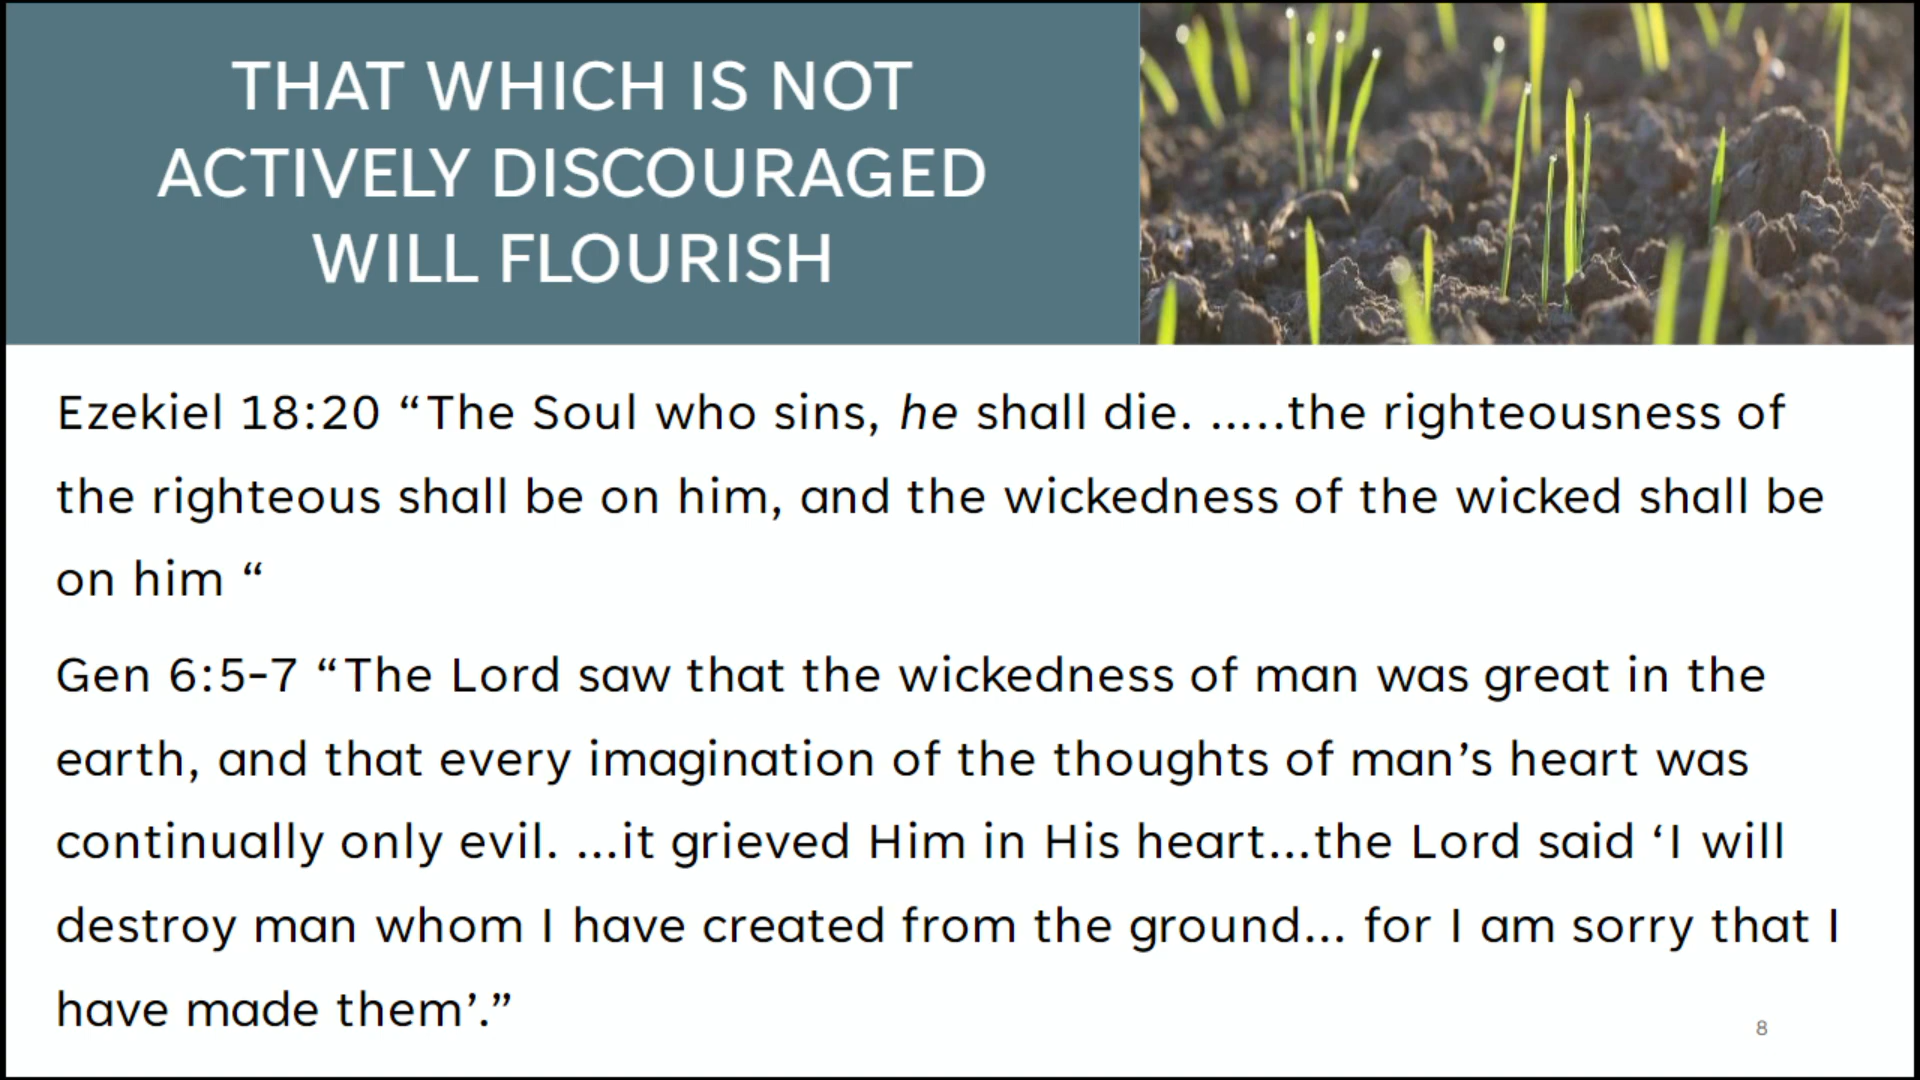 THAT WHICH IS NOT
ACTIVELY DISCOURAGED
WILL FLOURISH
Ezekiel 18:20 “The Soul who sins, he shall die. .....the righteousness of
the righteous shall be on him, and the wickedness of the wicked shall be
on him “
Gen 6:5-7 “The Lord saw that the wickedness of man was great in the
earth, and that every imagination of the thoughts of man’s heart was
continually only evil. ...it grieved Him in His heart...the Lord said ‘I will
destroy man whom I have created from the ground... for I am sorry that I
have made them’.”
8